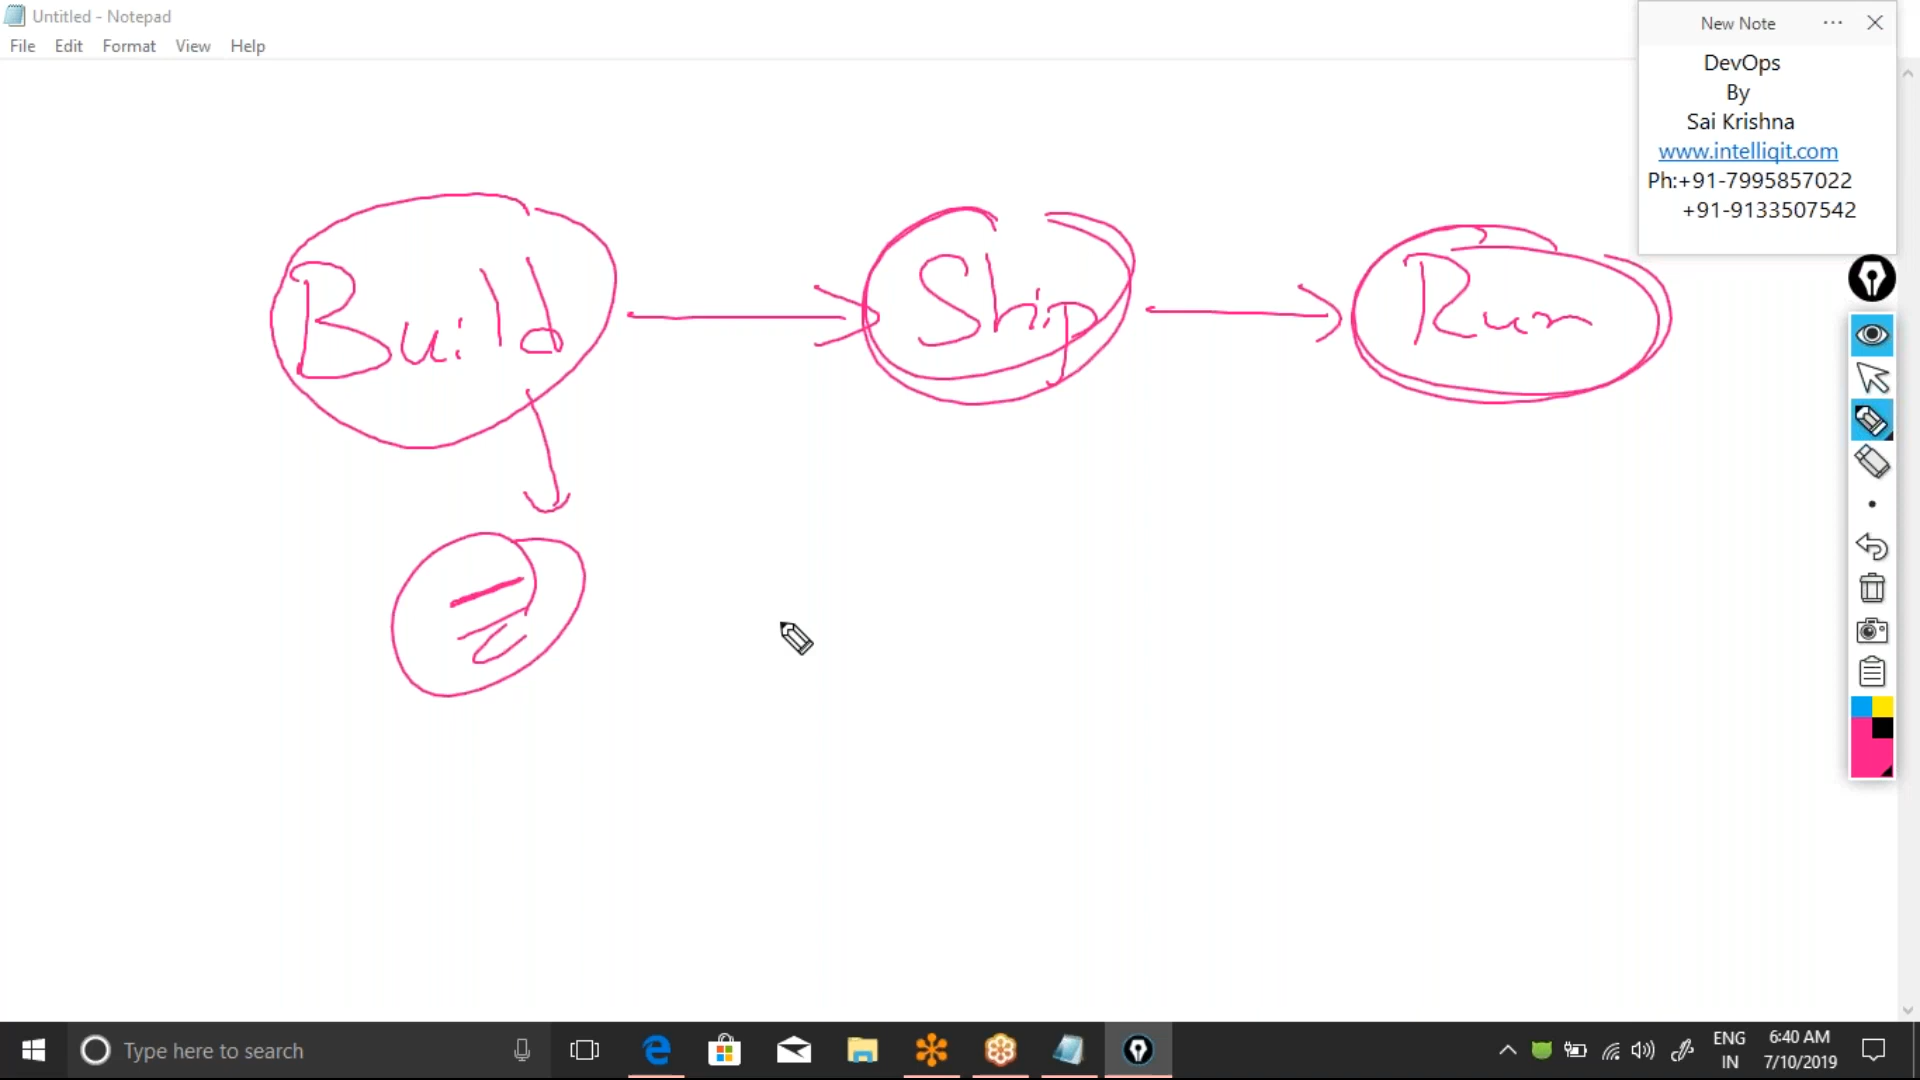 Untitled - Notepad
File Edit Format View Help
New Note
DevOps
By
Sai Krishna
www.intelliqit.com
Ph:+91-7995857022
+91-9133507542
Build Ship Run
Type here to search
ENG
IN
6:40 AM
7/10/2019